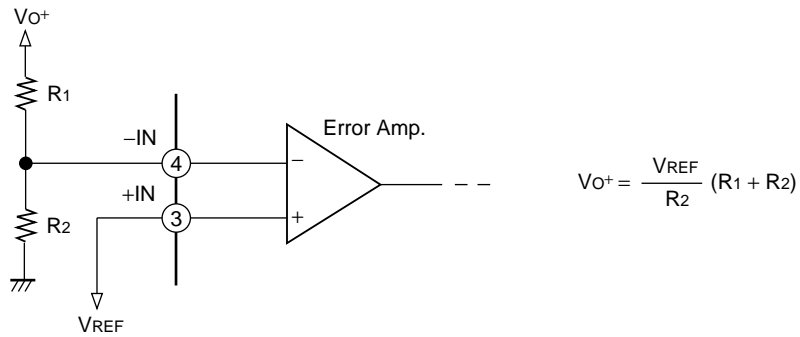 VO+
R1
−IN
Error Amp.
4
−
+IN
3
+
R2
VREF
VO+ = VREF / R2 (R1 + R2)